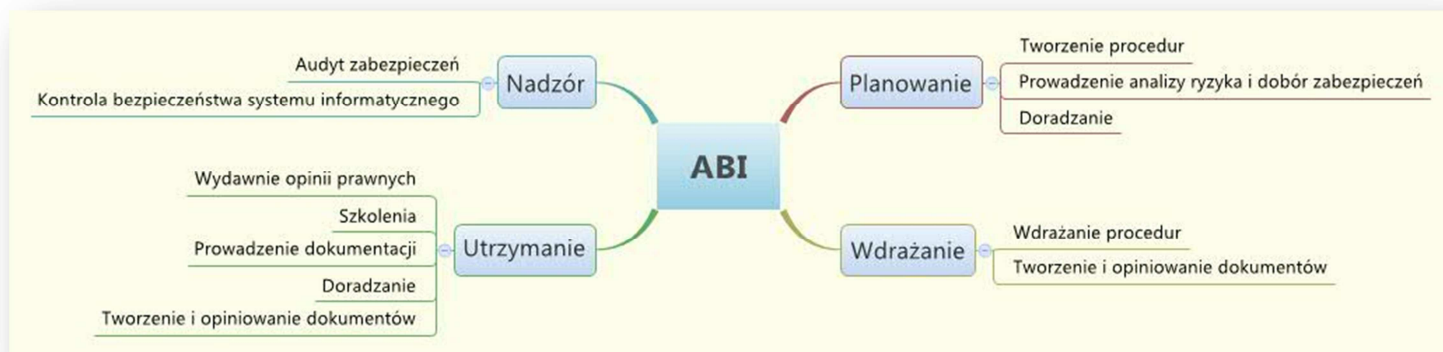 ABI
Nadzór
Audyt zabezpieczeń
Kontrola bezpieczeństwa systemu informatycznego
Planowanie
Tworzenie procedur
Prowadzenie analizy ryzyka i dobór zabezpieczeń
Doradzanie
Utrzymanie
Wydawnie opinii prawnych
Szkolenia
Prowadzenie dokumentacji
Doradzanie
Tworzenie i opiniowanie dokumentów
Wdrażanie
Wdrażanie procedur
Tworzenie i opiniowanie dokumentów